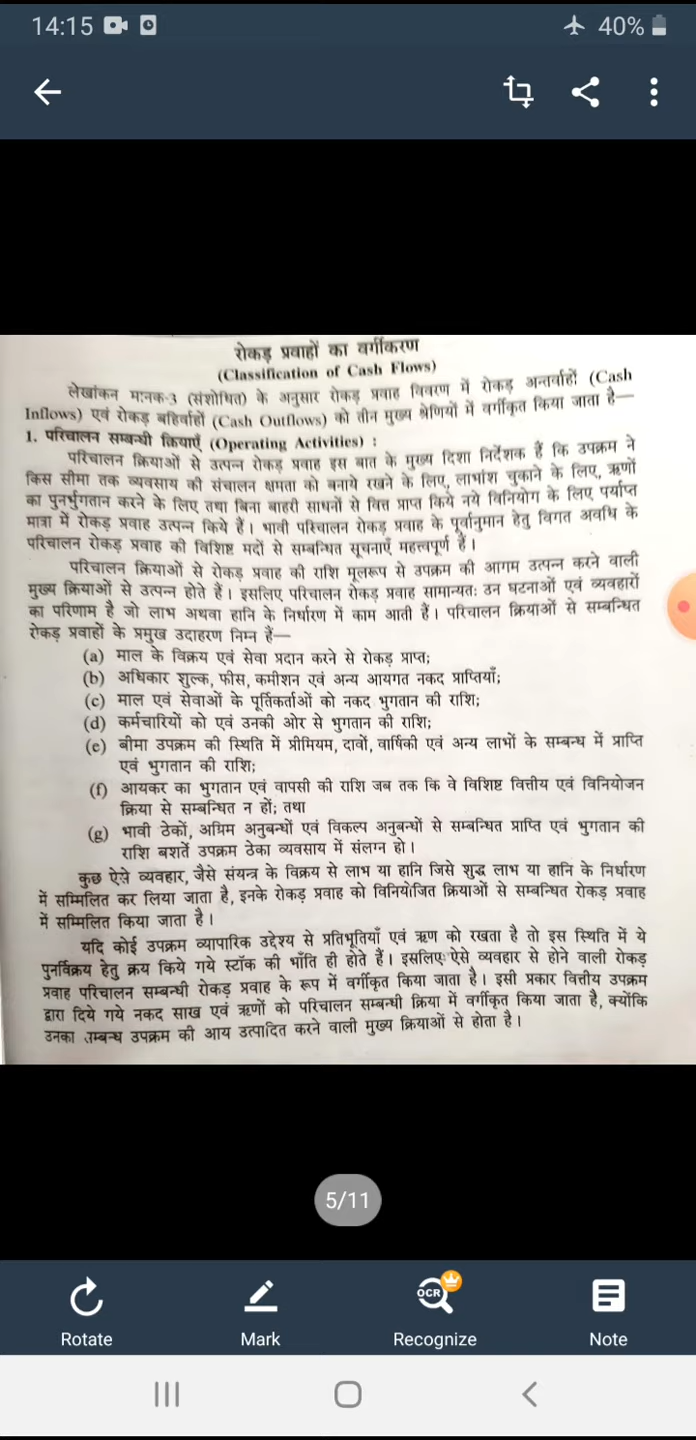 14:15
40%
रोकड़ प्रवाहों का वर्गीकरण
(Classification of Cash Flows)
लेखांकन मानक-3 (संशोधित) के अनुसार रोकड़ प्रवाह विवरण में रोकड़ अन्तर्वाहों (Cash
Inflows) एवं रोकड़ बहिर्वाहों (Cash Outflows) को तीन मुख्य श्रेणियों में वर्गीकृत किया जाता है—
1. परिचालन सम्बन्धी क्रियाएँ (Operating Activities) :
परिचालन क्रियाओं से उत्पन्न रोकड़ प्रवाह इस बात के मुख्य दिशा निर्देशक हैं कि उपक्रम ने
किस सीमा तक व्यवसाय की संचालन क्षमता को बनाये रखने के लिए, लाभांश चुकाने के लिए, ऋणों
का पुनर्भुगतान करने के लिए तथा बिना बाहरी साधनों से वित्त प्राप्त किये नये विनियोग के लिए पर्याप्त
मात्रा में रोकड़ प्रवाह उत्पन्न किये हैं। भावी परिचालन रोकड़ प्रवाह के पूर्वानुमान हेतु विगत अवधि के
परिचालन रोकड़ प्रवाह की विशिष्ट मदों से सम्बन्धित सूचनाएँ महत्त्वपूर्ण हैं।
परिचालन क्रियाओं से रोकड़ प्रवाह की राशि मूलरूप से उपक्रम की आगम उत्पन्न करने वाली
मुख्य क्रियाओं से उत्पन्न होते हैं। इसलिए परिचालन रोकड़ प्रवाह सामान्यतः उन घटनाओं एवं व्यवहारों
का परिणाम है जो लाभ अथवा हानि के निर्धारण में काम आती हैं। परिचालन क्रियाओं से सम्बन्धित
रोकड़ प्रवाहों के प्रमुख उदाहरण निम्न हैं—
(a) माल के विक्रय एवं सेवा प्रदान करने से रोकड़ प्राप्त;
(b) अधिकार शुल्क, फीस, कमीशन एवं अन्य आयगत नकद प्राप्तियाँ;
(c) माल एवं सेवाओं के पूर्तिकर्ताओं को नकद भुगतान की राशि;
(d) कर्मचारियों को एवं उनकी ओर से भुगतान की राशि;
(e) बीमा उपक्रम की स्थिति में प्रीमियम, दावों, वार्षिकी एवं अन्य लाभों के सम्बन्ध में प्राप्ति
एवं भुगतान की राशि;
(f) आयकर का भुगतान एवं वापसी की राशि जब तक कि वे विशिष्ट वित्तीय एवं विनियोजन
क्रिया से सम्बन्धित न हों; तथा
(g) भावी ठेकों, अग्रिम अनुबन्धों एवं विकल्प अनुबन्धों से सम्बन्धित प्राप्ति एवं भुगतान की
राशि बशर्ते उपक्रम ठेका व्यवसाय में संलग्न हो।
कुछ ऐसे व्यवहार, जैसे संयन्त्र के विक्रय से लाभ या हानि जिसे शुद्ध लाभ या हानि के निर्धारण
में सम्मिलित कर लिया जाता है, इनके रोकड़ प्रवाह को विनियोजित क्रियाओं से सम्बन्धित रोकड़ प्रवाह
में सम्मिलित किया जाता है।
यदि कोई उपक्रम व्यापारिक उद्देश्य से प्रतिभूतियाँ एवं ऋण को रखता है तो इस स्थिति में ये
पुनर्विक्रय हेतु क्रय किये गये स्टॉक की भाँति ही होते हैं। इसलिए ऐसे व्यवहार से होने वाली रोकड़
प्रवाह परिचालन सम्बन्धी रोकड़ प्रवाह के रूप में वर्गीकृत किया जाता है। इसी प्रकार वित्तीय उपक्रम
द्वारा दिये गये नकद साख एवं ऋणों को परिचालन सम्बन्धी क्रिया में वर्गीकृत किया जाता है, क्योंकि
उनका सम्बन्ध उपक्रम की आय उत्पादित करने वाली मुख्य क्रियाओं से होता है।
5/11
OCR
Rotate
Mark
Recognize
Note